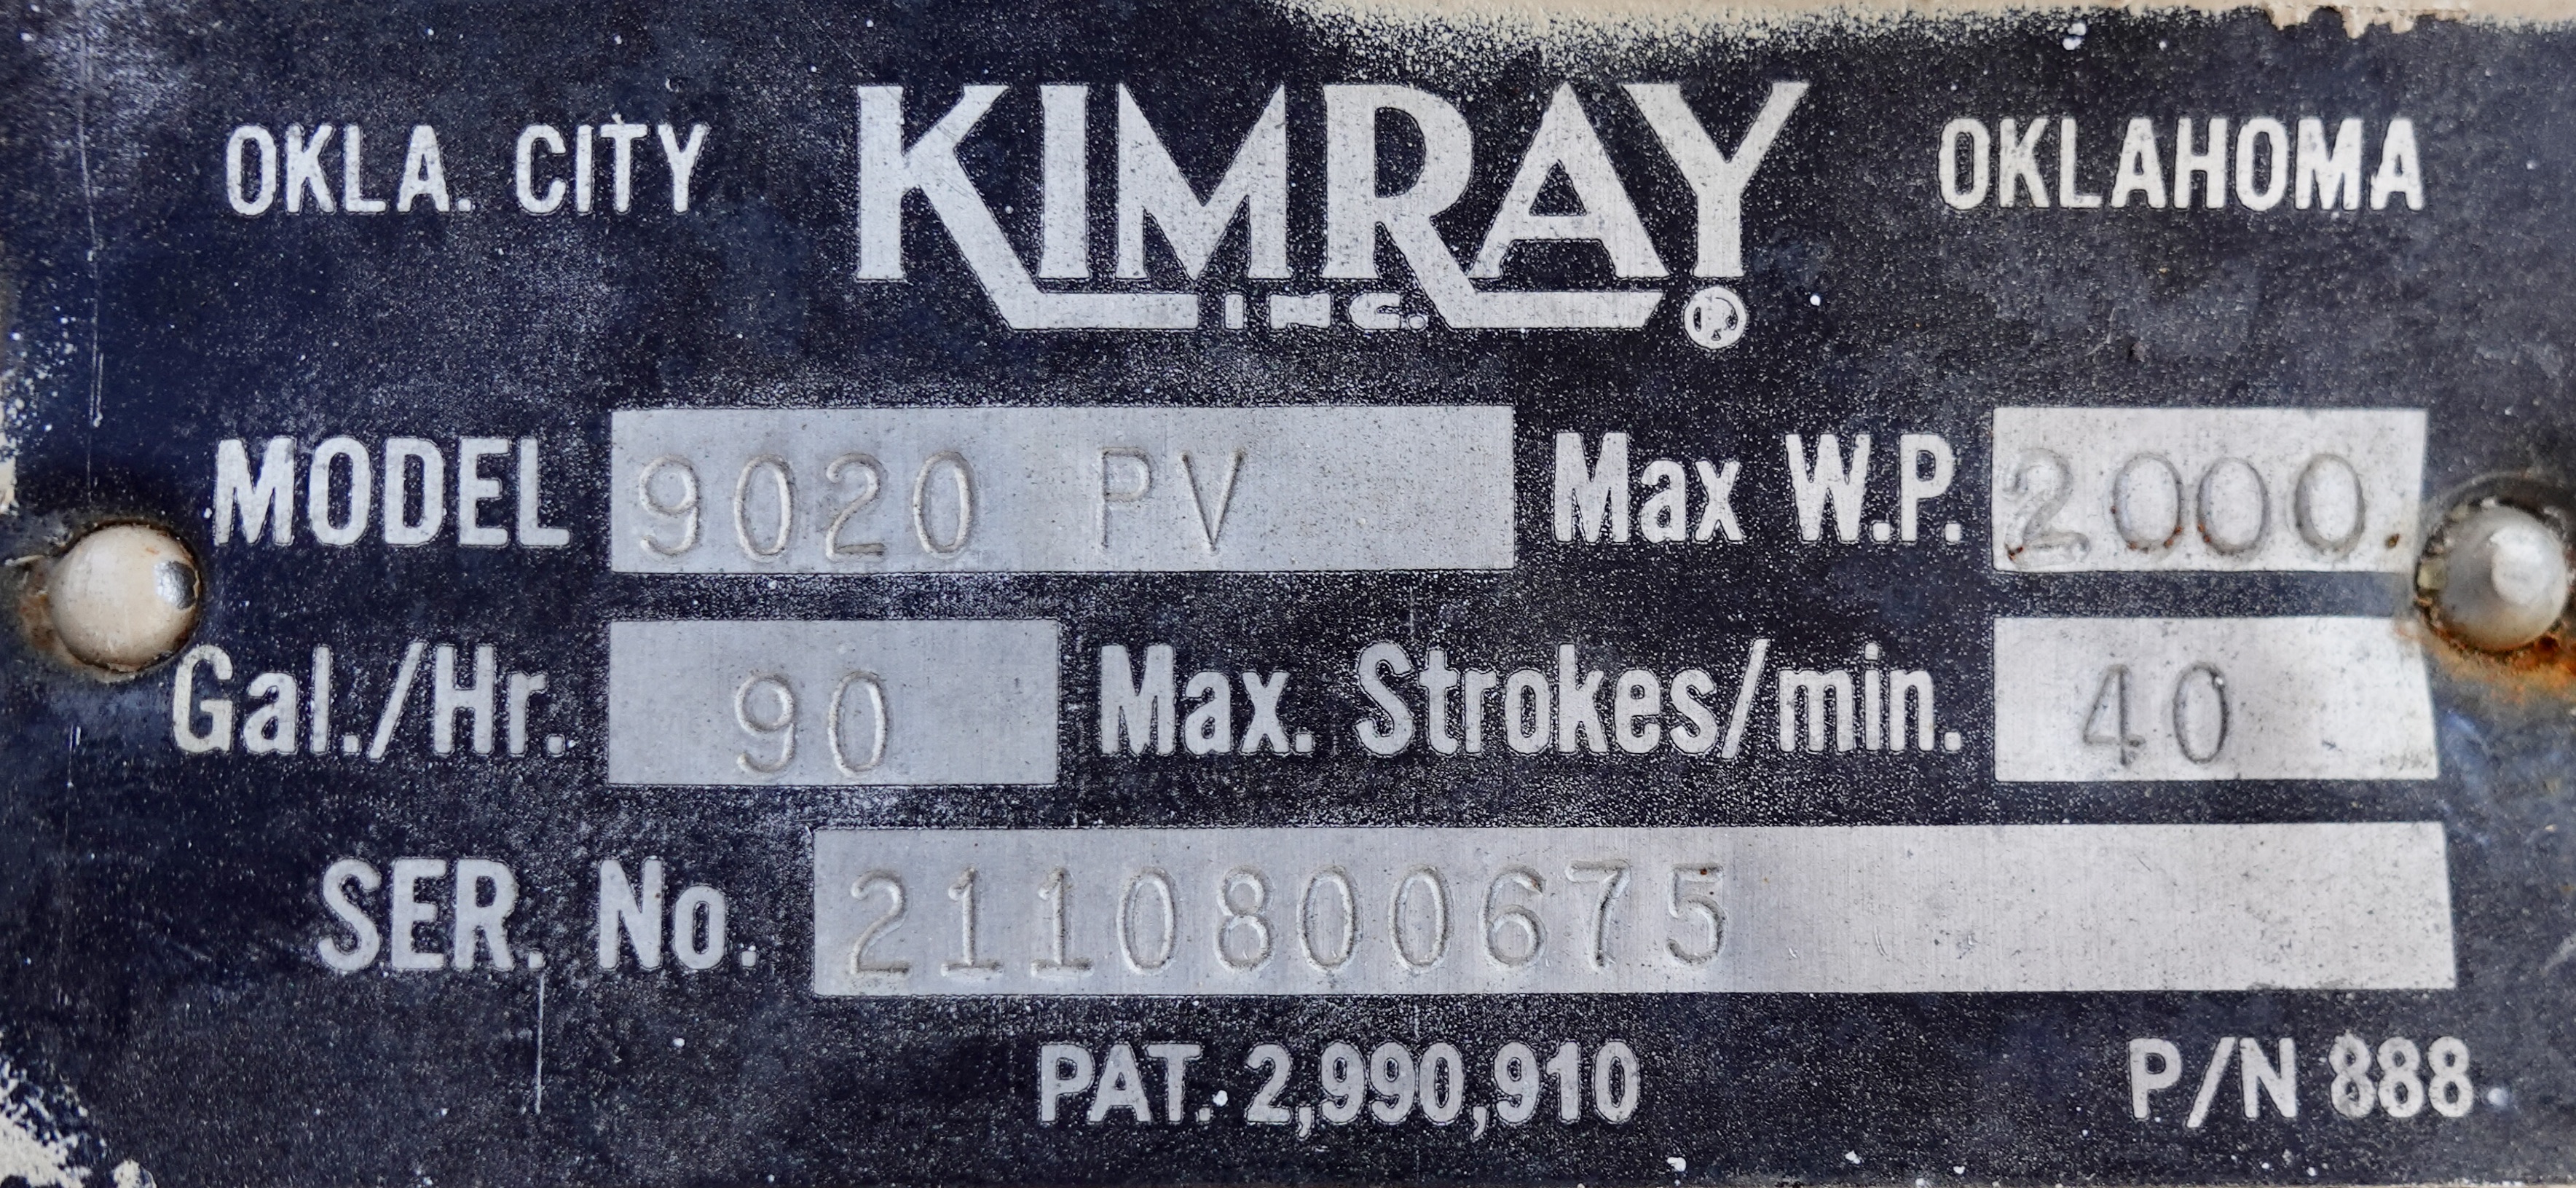 OKLA. CITY KIMRAY OKLAHOMA
INC. ®
MODEL 9020 PV Max W.P. 2000
Gal./Hr. 90 Max. Strokes/min. 40
SER. No. 2110800675
PAT. 2,990,910 P/N 888